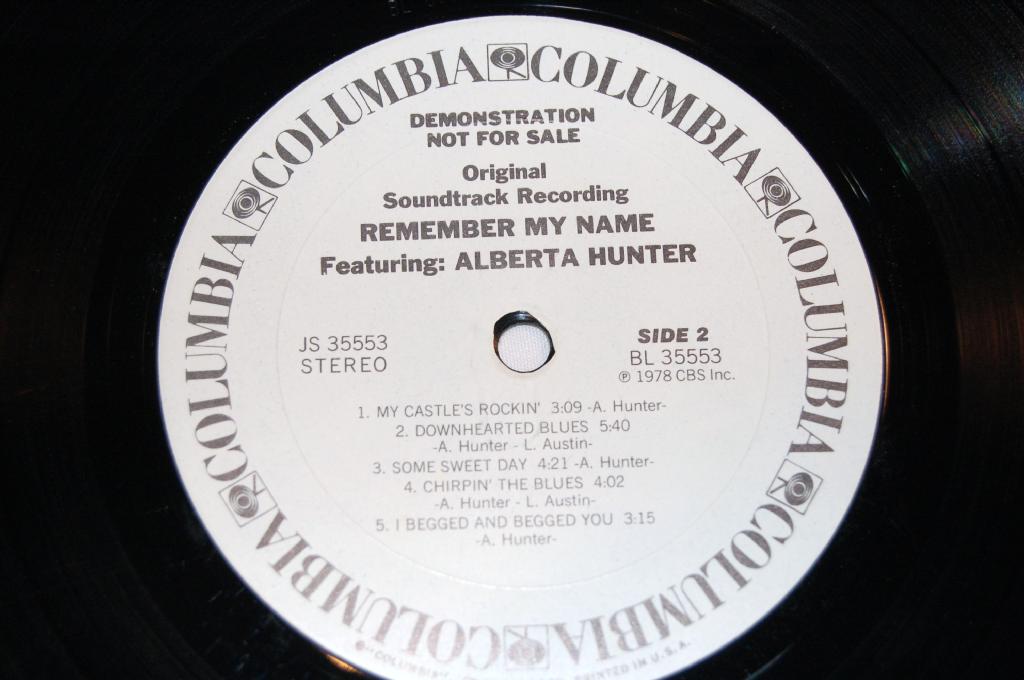 COLUMBIA COLUMBIA COLUMBIA COLUMBIA COLUMBIA COLUMBIA COLUMBIA COLUMBIA
DEMONSTRATION
NOT FOR SALE
Original
Soundtrack Recording
REMEMBER MY NAME
Featuring: ALBERTA HUNTER
JS 35553
STEREO
SIDE 2
BL 35553
℗ 1978 CBS Inc.
1. MY CASTLE'S ROCKIN' 3:09 -A. Hunter-
2. DOWNHEARTED BLUES 5:40
-A. Hunter - L. Austin-
3. SOME SWEET DAY 4:21 -A. Hunter-
4. CHIRPIN' THE BLUES 4:02
-A. Hunter - L. Austin-
5. I BEGGED AND BEGGED YOU 3:15
-A. Hunter-
"COLUMBIA
PRINTED IN U.S.A.